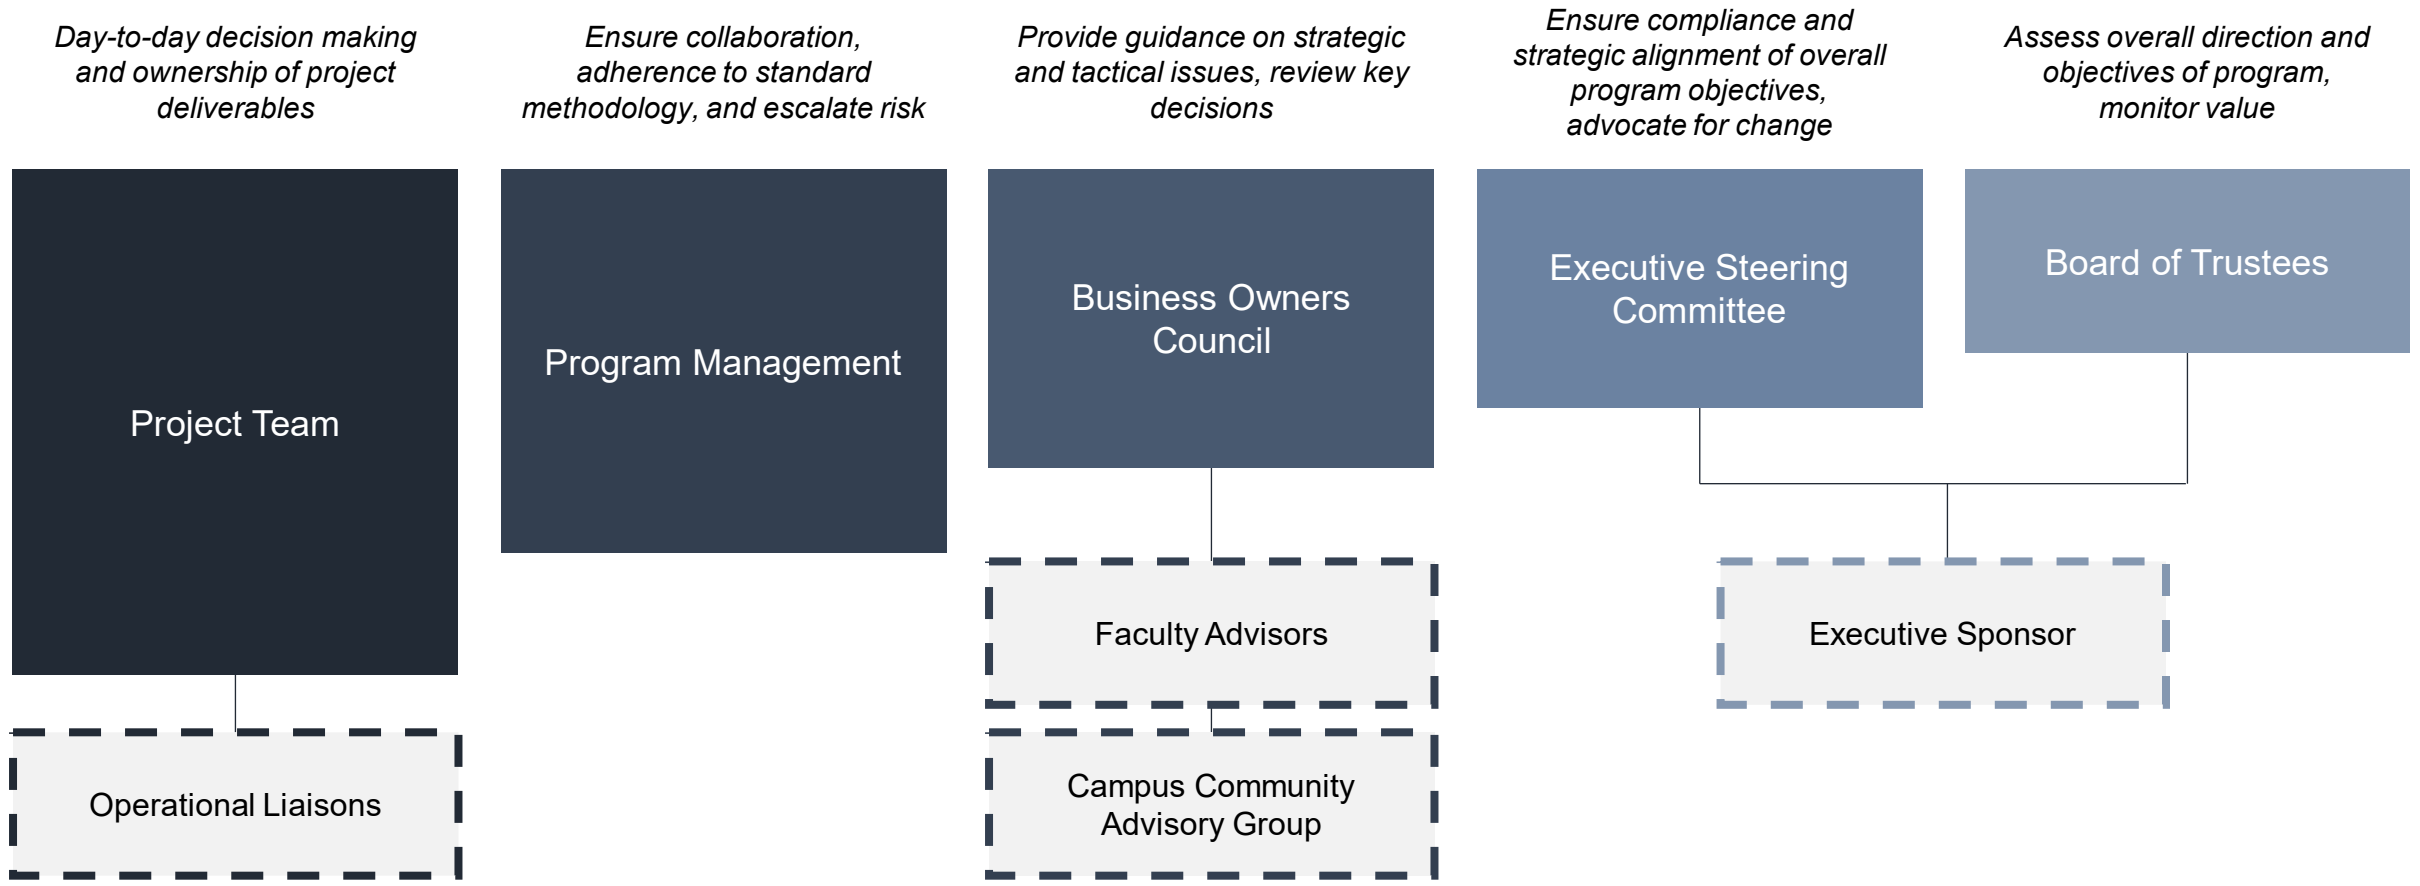 Day-to-day decision making
and ownership of project
deliverables
Ensure collaboration,
adherence to standard
methodology, and escalate risk
Provide guidance on strategic
and tactical issues, review key
decisions
Ensure compliance and
strategic alignment of overall
program objectives,
advocate for change
Assess overall direction and
objectives of program,
monitor value
Project Team
Program Management
Business Owners
Council
Executive Steering
Committee
Board of Trustees
Faculty Advisors
Executive Sponsor
Operational Liaisons
Campus Community
Advisory Group